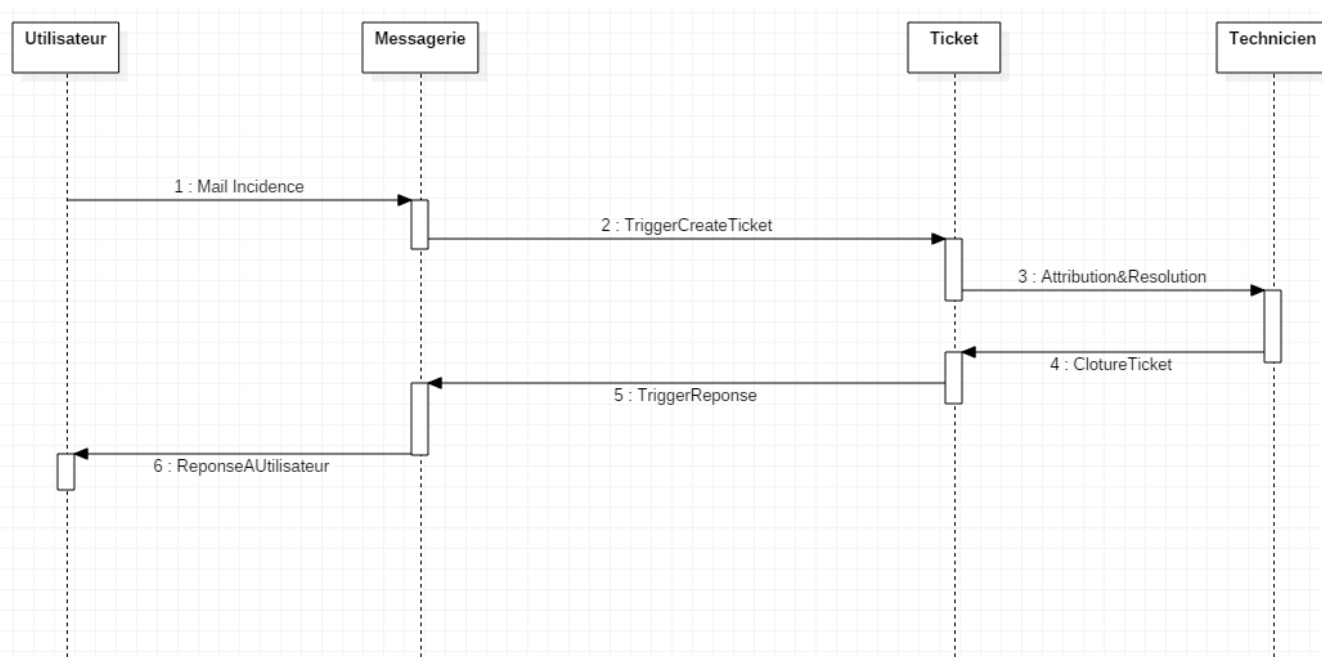 Utilisateur
Messagerie
Ticket
Technicien
1 : Mail Incidence
2 : TriggerCreateTicket
3 : Attribution&Resolution
4 : ClotureTicket
5 : TriggerReponse
6 : ReponseAUtilisateur